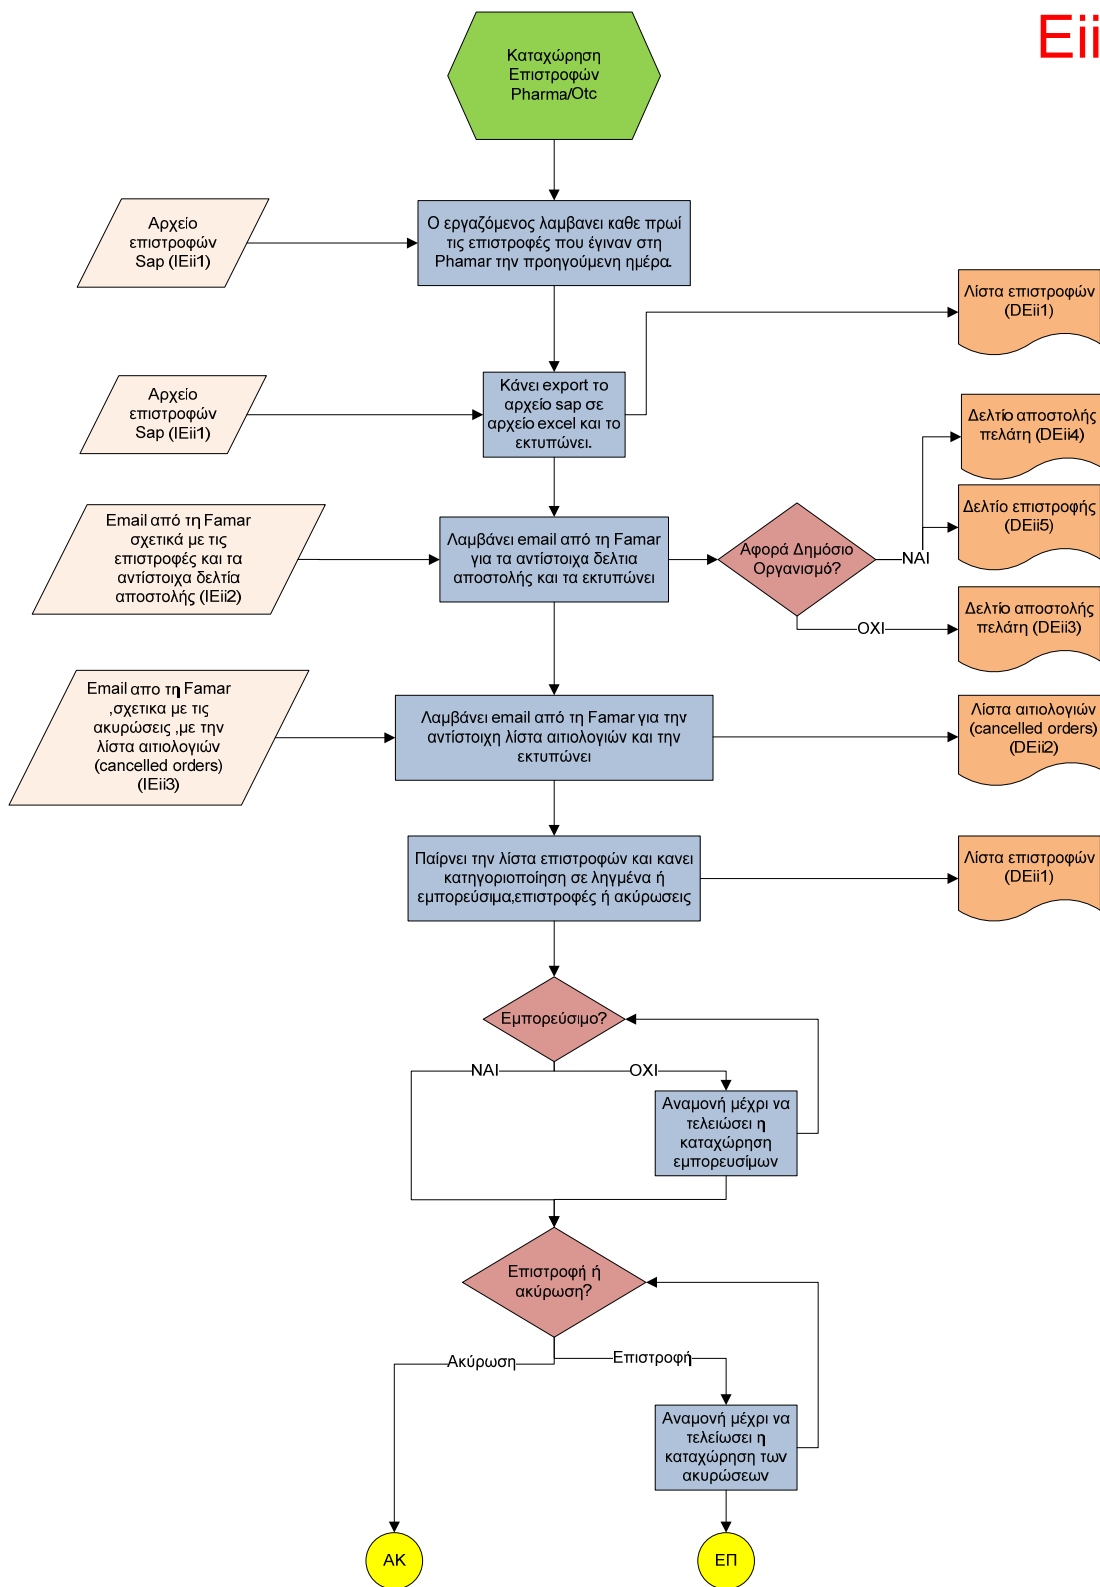 Eii
Καταχώρηση
Επιστροφών
Pharma/Otc
Αρχείο
επιστροφών
Sap (IEii1)
Ο εργαζόμενος λαμβανει καθε πρωί
τις επιστροφές που έγιναν στη
Phamar την προηγούμενη ημέρα.
Λίστα επιστροφών
(DEii1)
Αρχείο
επιστροφών
Sap (IEii1)
Κάνει export το
αρχείο sap σε
αρχείο excel και το
εκτυπώνει.
Δελτίο αποστολής
πελάτη (DEii4)
Email από τη Famar
σχετικά με τις
επιστροφές και τα
αντίστοιχα δελτία
αποστολής (IEii2)
Λαμβάνει email από τη Famar
για τα αντίστοιχα δελτια
αποστολής και τα εκτυπώνει
Αφορά Δημόσιο
Οργανισμό?
ΝΑΙ
Δελτίο επιστροφής
(DEii5)
ΟΧΙ
Δελτίο αποστολής
πελάτη (DEii3)
Email απο τη Famar
,σχετικα με τις
ακυρώσεις ,με την
λίστα αιτιολογιών
(cancelled orders)
(IEii3)
Λαμβάνει email από τη Famar για την
αντίστοιχη λίστα αιτιολογιών και την
εκτυπώνει
Λίστα αιτιολογιών
(cancelled orders)
(DEii2)
Παίρνει την λίστα επιστροφών και κανει
κατηγοριοποίηση σε ληγμένα ή
εμπορεύσιμα,επιστροφές ή ακύρωσεις
Λίστα επιστροφών
(DEii1)
Εμπορεύσιμο?
ΝΑΙ
ΟΧΙ
Αναμονή μέχρι να
τελειώσει η
καταχώρηση
εμπορευσίμων
Επιστροφή ή
ακύρωση?
Ακύρωση
Επιστροφή
Αναμονή μέχρι να
τελείωσει η
καταχώρηση των
ακυρώσεων
ΑΚ
ΕΠ